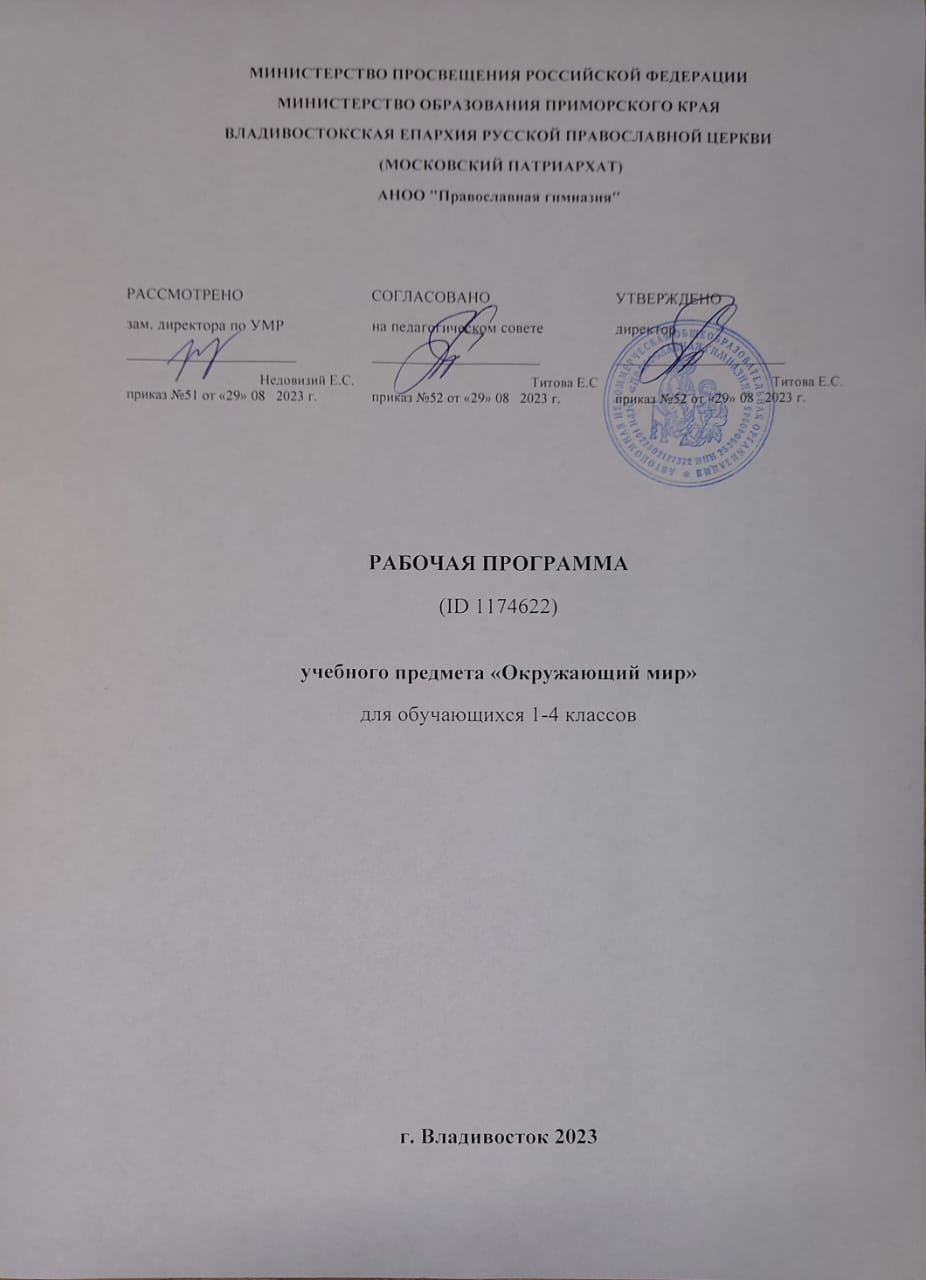 МИНИСТЕРСТВО ПРОСВЕЩЕНИЯ РОССИЙСКОЙ ФЕДЕРАЦИИ
МИНИСТЕРСТВО ОБРАЗОВАНИЯ ПРИМОРСКОГО КРАЯ
ВЛАДИВОСТОКСКАЯ ЕПАРХИЯ РУССКОЙ ПРАВОСЛАВНОЙ ЦЕРКВИ
(МОСКОВСКИЙ ПАТРИАРХАТ)
АНОО "Православная гимназия"
РАССМОТРЕНО
зам. директора по УМР
Недовизий Е.С.
приказ №51 от «29» 08 2023 г.
СОГЛАСОВАНО
на педагогическом совете
Титова Е.С
приказ №52 от «29» 08 2023 г.
УТВЕРЖДЕНО
директор
Титова Е.С.
приказ №52 от «29» 08 2023 г.
РАБОЧАЯ ПРОГРАММА
(ID 1174622)
учебного предмета «Окружающий мир»
для обучающихся 1-4 классов
г. Владивосток 2023